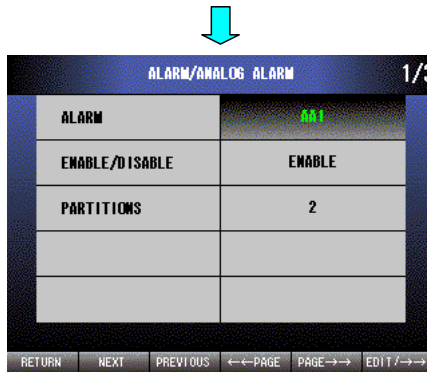 ALARM/ANALOG ALARM 1/3
ALARM AA1
ENABLE/DISABLE ENABLE
PARTITIONS 2
RETURN NEXT PREVIOUS ←←PAGE PAGE→→ EDIT/→→